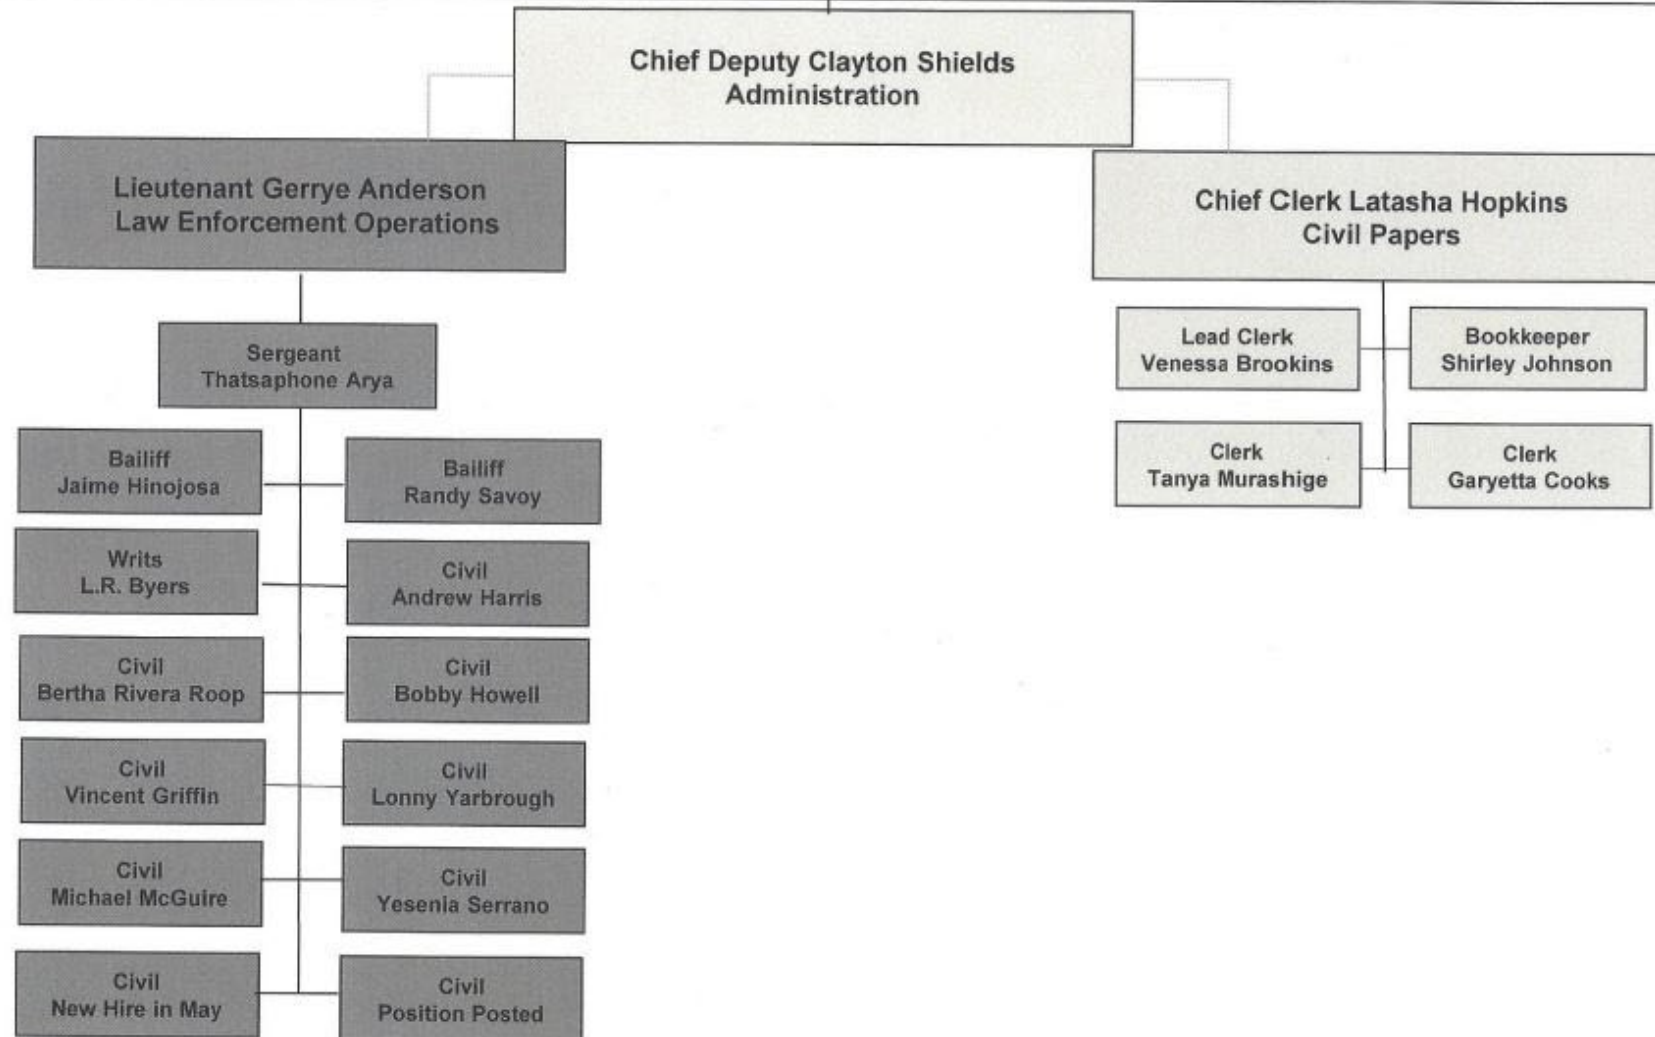 Chief Deputy Clayton Shields
Administration
Lieutenant Gerrye Anderson
Law Enforcement Operations
Chief Clerk Latasha Hopkins
Civil Papers
Sergeant
Thatsaphone Arya
Lead Clerk
Venessa Brookins
Bookkeeper
Shirley Johnson
Clerk
Tanya Murashige
Clerk
Garyetta Cooks
Bailiff
Jaime Hinojosa
Bailiff
Randy Savoy
Writs
L.R. Byers
Civil
Andrew Harris
Civil
Bertha Rivera Roop
Civil
Bobby Howell
Civil
Vincent Griffin
Civil
Lonny Yarbrough
Civil
Michael McGuire
Civil
Yesenia Serrano
Civil
New Hire in May
Civil
Position Posted